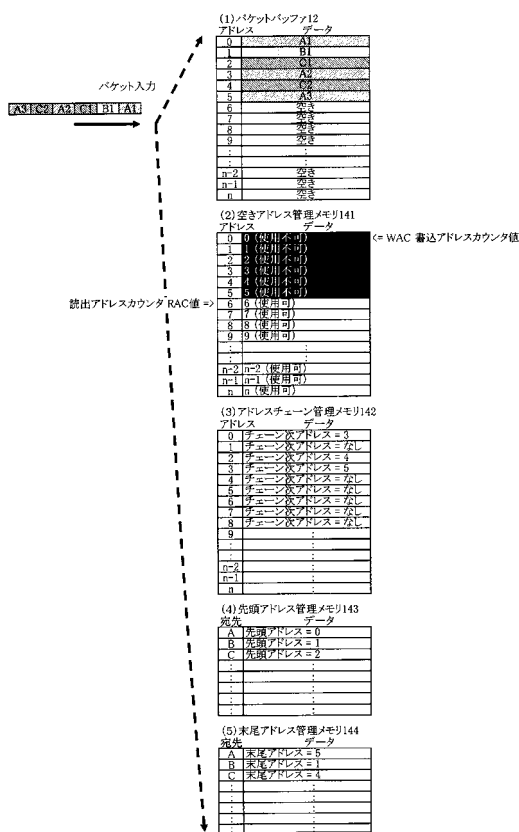 (1)パケットバッファ12
アドレス データ
0 A1
1 B1
2 C1
3 A2
4 C2
5 A3
6 空き
7 空き
8 空き
9 空き
: :
: :
n-2 空き
n-1 空き
n 空き
パケット入力
A3 C2 A2 C1 B1 A1
(2)空きアドレス管理メモリ141
アドレス データ
0 0 (使用不可) <= WAC 書込アドレスカウンタ値
1 1 (使用不可)
2 2 (使用不可)
3 3 (使用不可)
4 4 (使用不可)
5 5 (使用不可)
読出アドレスカウンタ RAC値 => 6 6 (使用可)
7 7 (使用可)
8 8 (使用可)
9 9 (使用可)
: :
: :
n-2 n-2 (使用可)
n-1 n-1 (使用可)
n n (使用可)
(3)アドレスチェーン管理メモリ142
アドレス データ
0 チェーン次アドレス = 3
1 チェーン次アドレス = なし
2 チェーン次アドレス = 4
3 チェーン次アドレス = 5
4 チェーン次アドレス = なし
5 チェーン次アドレス = なし
6 チェーン次アドレス = なし
7 チェーン次アドレス = なし
8 チェーン次アドレス = なし
9 :
: :
: :
n-2 :
n-1 :
n :
(4)先頭アドレス管理メモリ143
宛先 データ
A 先頭アドレス = 0
B 先頭アドレス = 1
C 先頭アドレス = 2
: :
: :
: :
: :
: :
(5)末尾アドレス管理メモリ144
宛先 データ
A 末尾アドレス = 5
B 末尾アドレス = 1
C 末尾アドレス = 4
: :
: :
: :
: :
: :